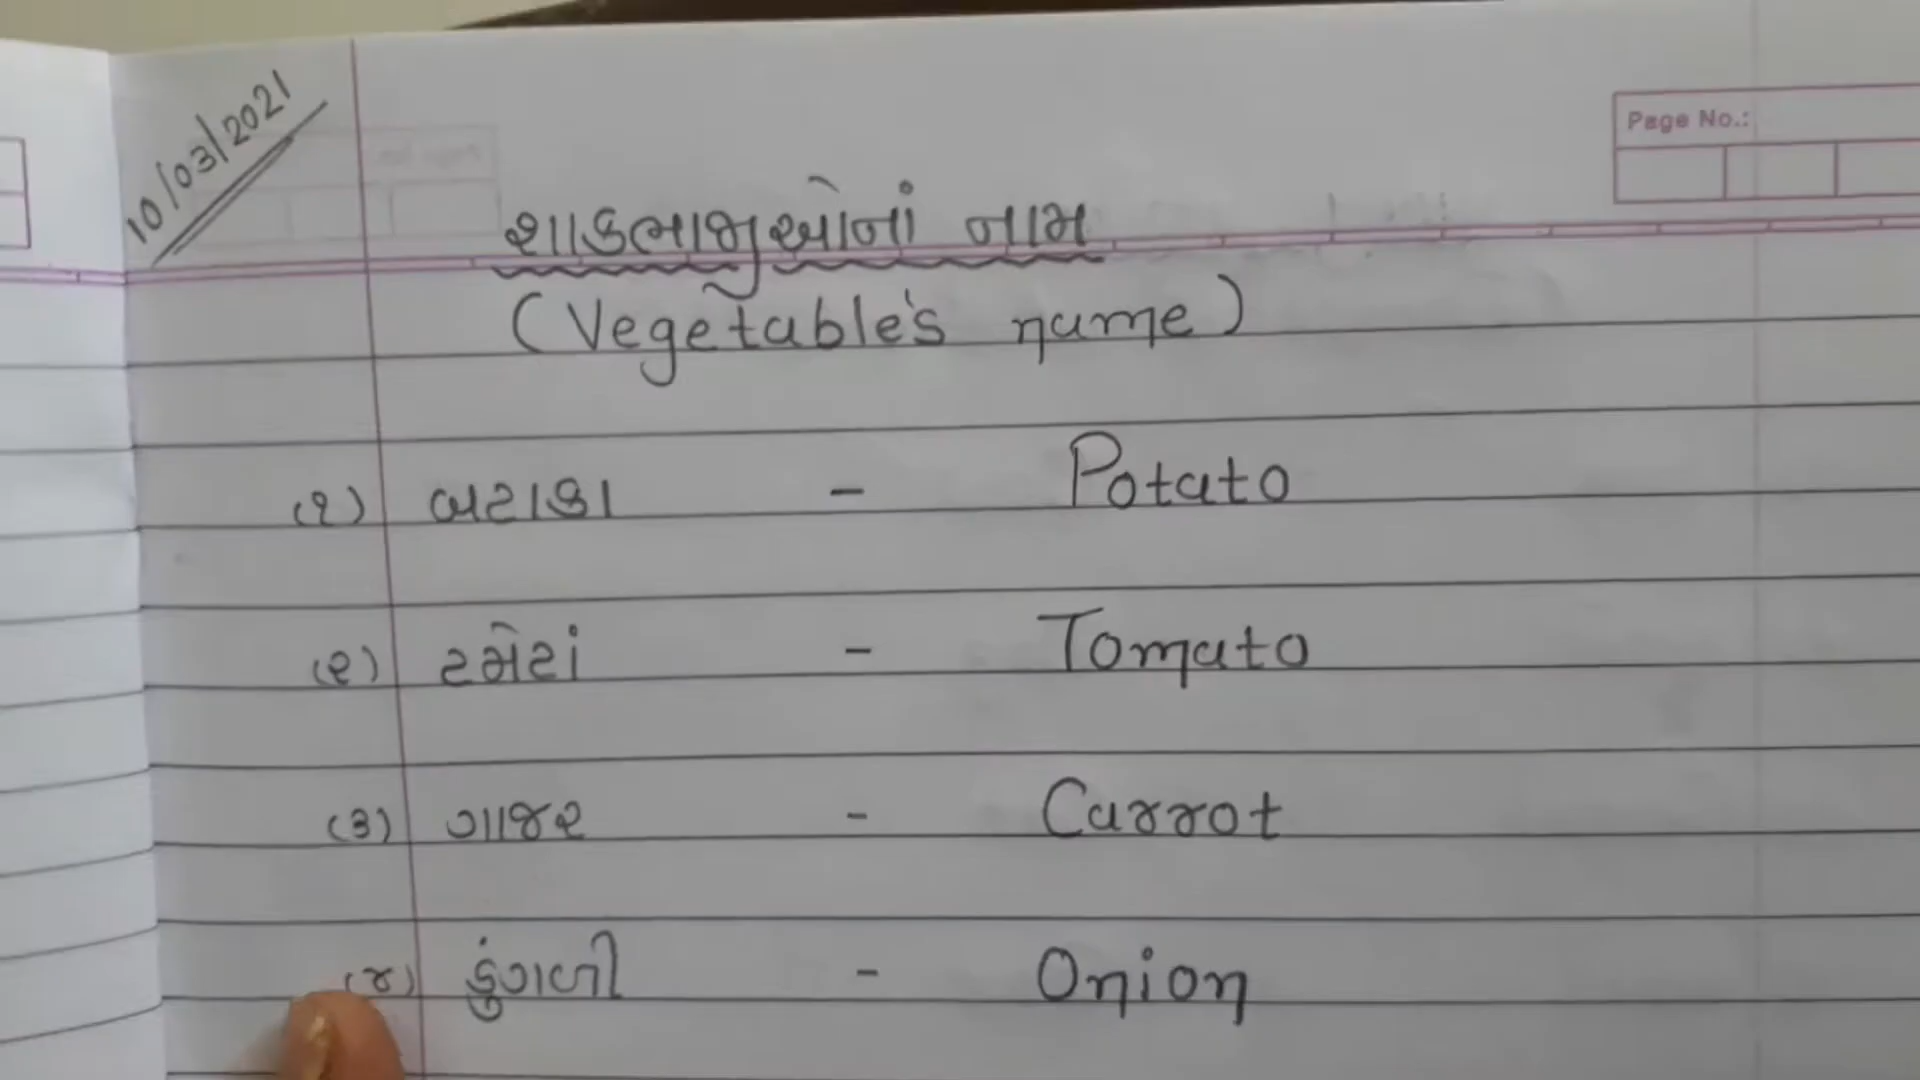 10/03/2021
Page No.:
શાકભાજીઓનાં નામ
(Vegetable's name)
(૧) બટાકા - Potato
(૨) ટમેટાં - Tomato
(૩) ગાજર - Carrot
(૪) ડુંગળી - Onion